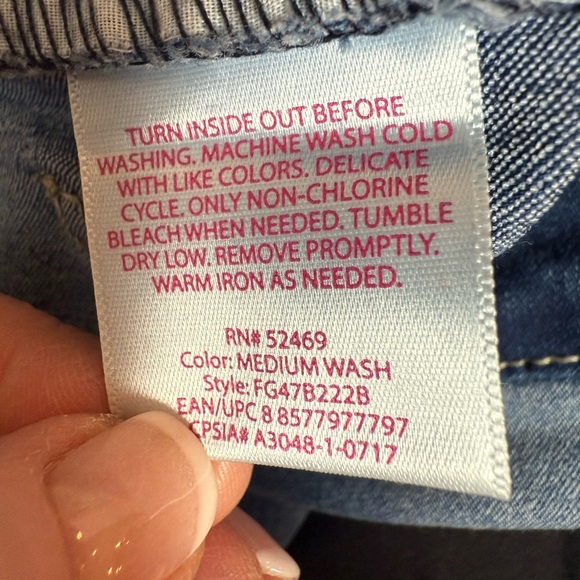 TURN INSIDE OUT BEFORE
WASHING. MACHINE WASH COLD
WITH LIKE COLORS. DELICATE
CYCLE. ONLY NON-CHLORINE
BLEACH WHEN NEEDED. TUMBLE
DRY LOW. REMOVE PROMPTLY.
WARM IRON AS NEEDED.
RN# 52469
Color: MEDIUM WASH
Style: FG47B222B
EAN/UPC 8 8577977797
CPSIA# A3048-1-0717